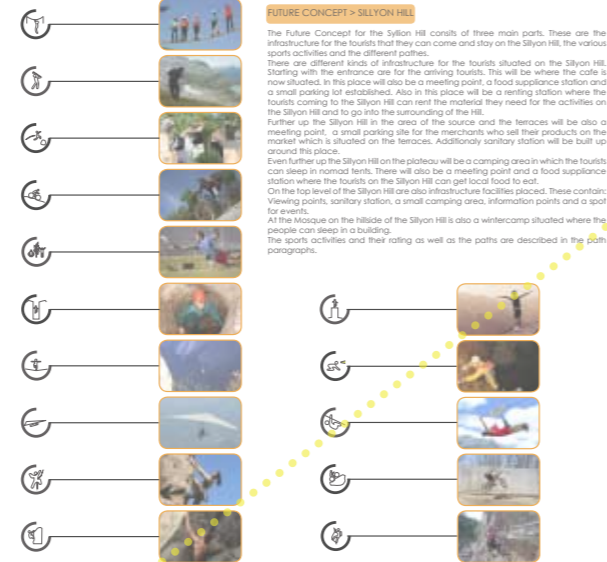 FUTURE CONCEPT > SILLYON HILL
The Future Concept for the Syllion Hill consits of three main parts. These are the
infrastructure for the tourists that they can come and stay on the Sillyon Hill, the various
sports activities and the different pathes.
There are different kinds of infrastructure for the tourists situated on the Sillyon Hill.
Starting with the entrance are for the arriving tourists. This will be where the cafe is
now situated. In this place will also be a meeting point, a food suppliance station and
a small parking lot established. Also in this place will be a renting station where the
tourists coming to the Sillyon Hill can rent the material they need for the activities on
the Sillyon Hill and to go into the surrounding of the Hill.
Further up the Sillyon Hill in the area of the source and the terraces will be also a
meeting point, a small parking site for the merchants who sell their products on the
market which is situated on the terraces. Additionaly sanitary station will be built up
around this place.
Even further up the Sillyon Hill on the plateau will be a camping area in which the tourists
can sleep in nomad tents. There will also be a meeting point and a food suppliance
station where the tourists on the Sillyon Hill can get local food to eat.
On the top level of the Sillyon Hill are also infrastructure facilities placed. These contain:
Viewing points, sanitary station, a small camping area, information points and a spot
for events.
At the Mosque on the hillside of the Sillyon Hill is also a wintercamp situated where the
people can sleep in a building.
The sports activities and their rating as well as the paths are described in the path
paragraphs.